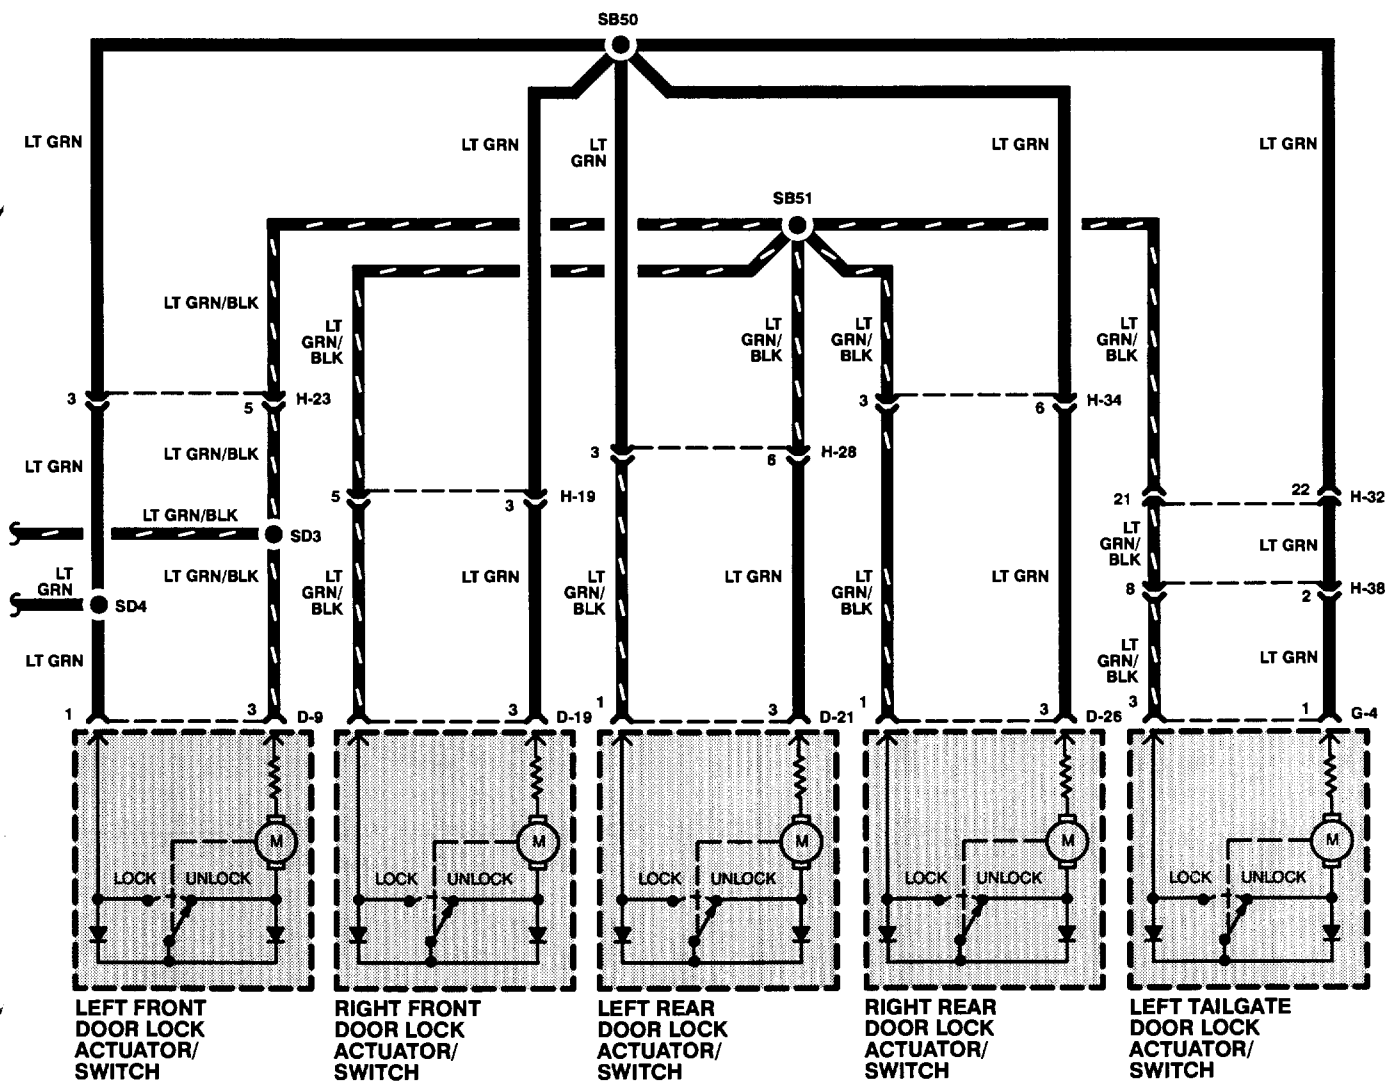 SB50
LT GRN
LT GRN
LT
GRN
LT GRN
LT GRN
SB51
LT GRN/BLK
LT
GRN/
BLK
LT
GRN/
BLK
LT
GRN/
BLK
LT
GRN/
BLK
3
5
H-23
3
6
H-34
LT GRN
LT GRN/BLK
3
6
H-28
5
3
H-19
21
22
H-32
LT GRN/BLK
SD3
LT
GRN/
BLK
LT GRN
LT
GRN
SD4
LT GRN/BLK
LT
GRN/
BLK
LT GRN
LT
GRN/
BLK
LT GRN
LT
GRN/
BLK
LT GRN
8
2
H-38
LT GRN
LT
GRN/
BLK
LT GRN
1
3
D-9
3
D-19
1
3
D-21
1
3
D-26
3
1
G-4
M
M
M
M
M
LOCK
UNLOCK
LOCK
UNLOCK
LOCK
UNLOCK
LOCK
UNLOCK
LOCK
UNLOCK
LEFT FRONT
DOOR LOCK
ACTUATOR/
SWITCH
RIGHT FRONT
DOOR LOCK
ACTUATOR/
SWITCH
LEFT REAR
DOOR LOCK
ACTUATOR/
SWITCH
RIGHT REAR
DOOR LOCK
ACTUATOR/
SWITCH
LEFT TAILGATE
DOOR LOCK
ACTUATOR/
SWITCH